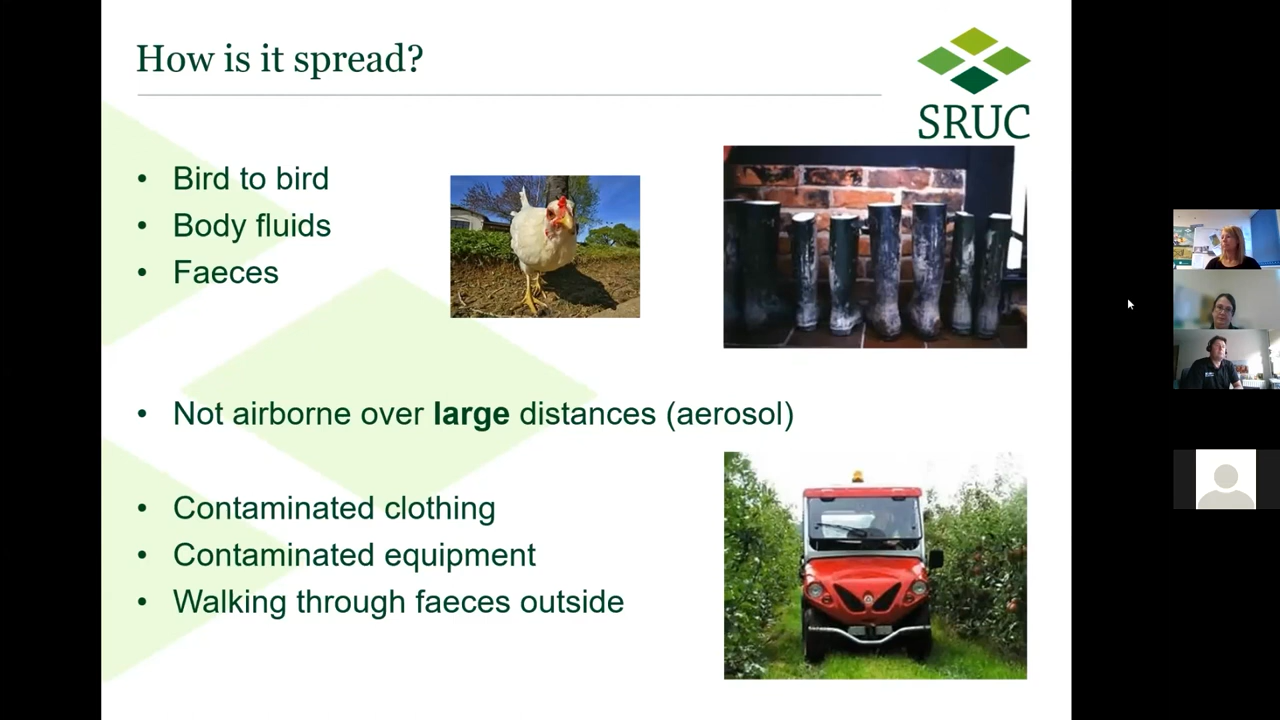 How is it spread?
SRUC
Bird to bird
Body fluids
Faeces
Not airborne over large distances (aerosol)
Contaminated clothing
Contaminated equipment
Walking through faeces outside